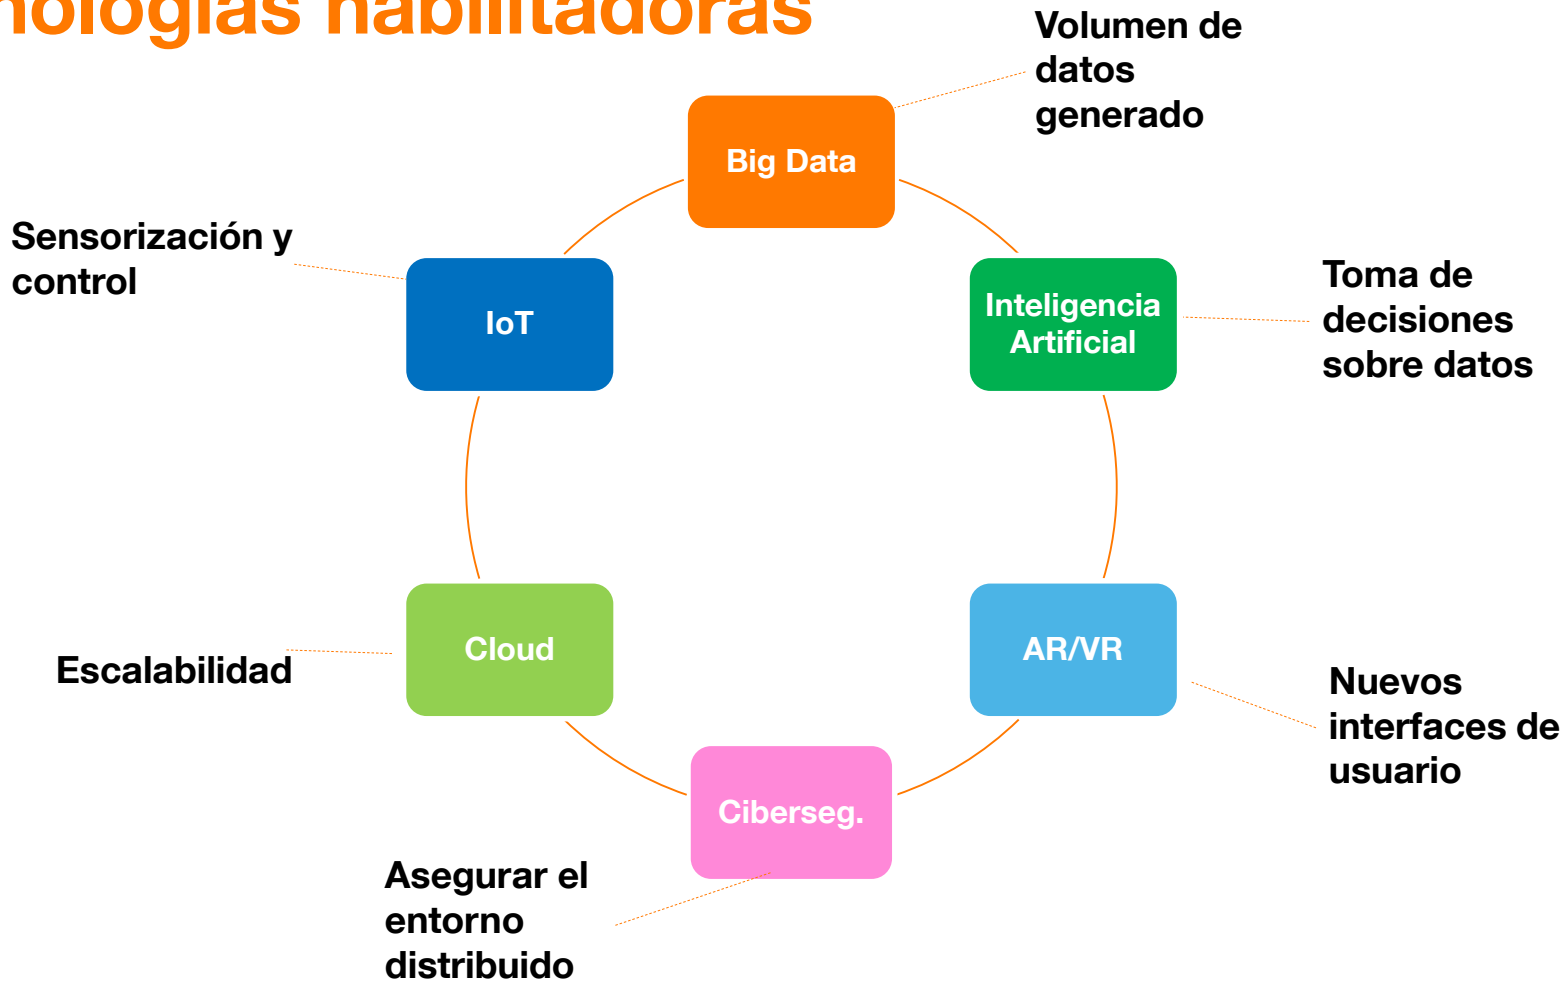 habilitadoras
Volumen de
datos
generado
Big Data
Sensorización y
control
IoT
Inteligencia
Artificial
Toma de
decisiones
sobre datos
Cloud
Escalabilidad
AR/VR
Nuevos
interfaces de
usuario
Ciberseg.
Asegurar el
entorno
distribuido